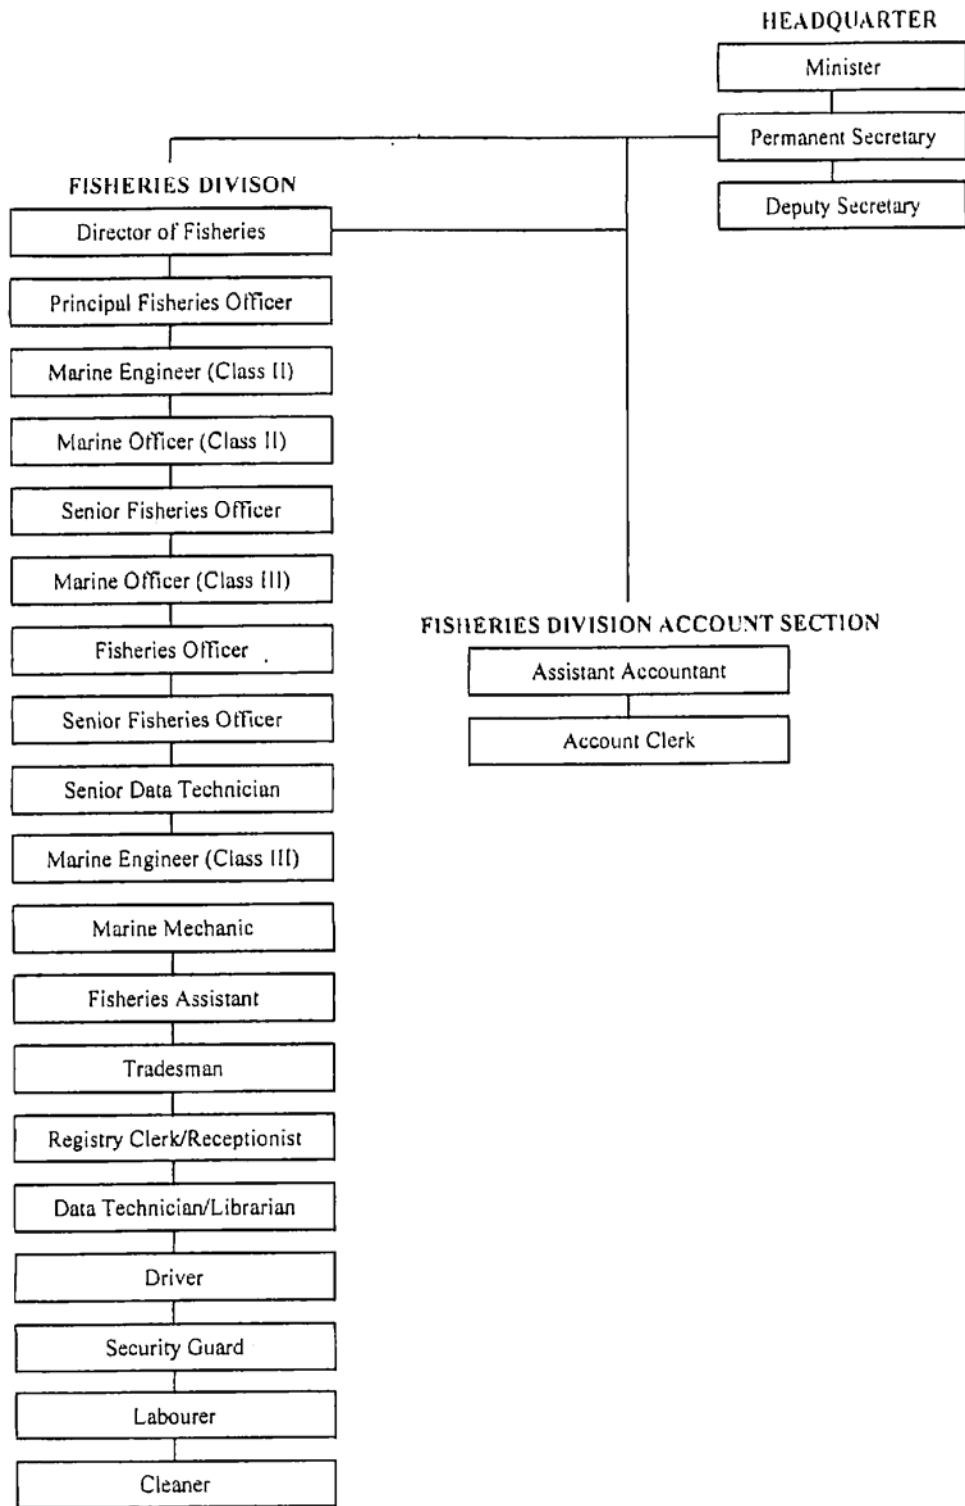 HEADQUARTER
Minister
Permanent Secretary
Deputy Secretary
FISHERIES DIVISON
Director of Fisheries
Principal Fisheries Officer
Marine Engineer (Class II)
Marine Officer (Class II)
Senior Fisheries Officer
Marine Officer (Class III)
Fisheries Officer
Senior Fisheries Officer
Senior Data Technician
Marine Engineer (Class III)
Marine Mechanic
Fisheries Assistant
Tradesman
Registry Clerk/Receptionist
Data Technician/Librarian
Driver
Security Guard
Labourer
Cleaner
FISHERIES DIVISION ACCOUNT SECTION
Assistant Accountant
Account Clerk